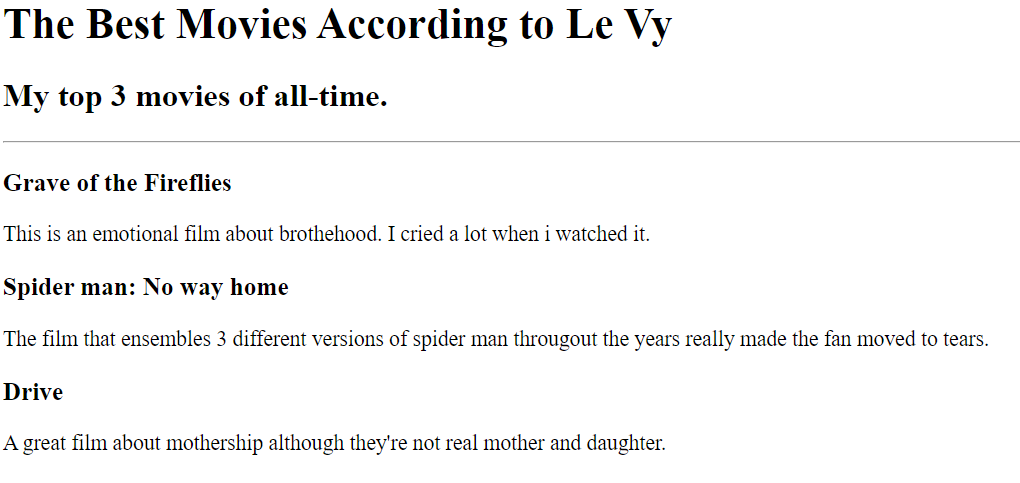 The Best Movies According to Le Vy
My top 3 movies of all-time.
Grave of the Fireflies
This is an emotional film about brothehood. I cried a lot when i watched it.
Spider man: No way home
The film that ensembles 3 different versions of spider man througout the years really made the fan moved to tears.
Drive
A great film about mothership although they're not real mother and daughter.